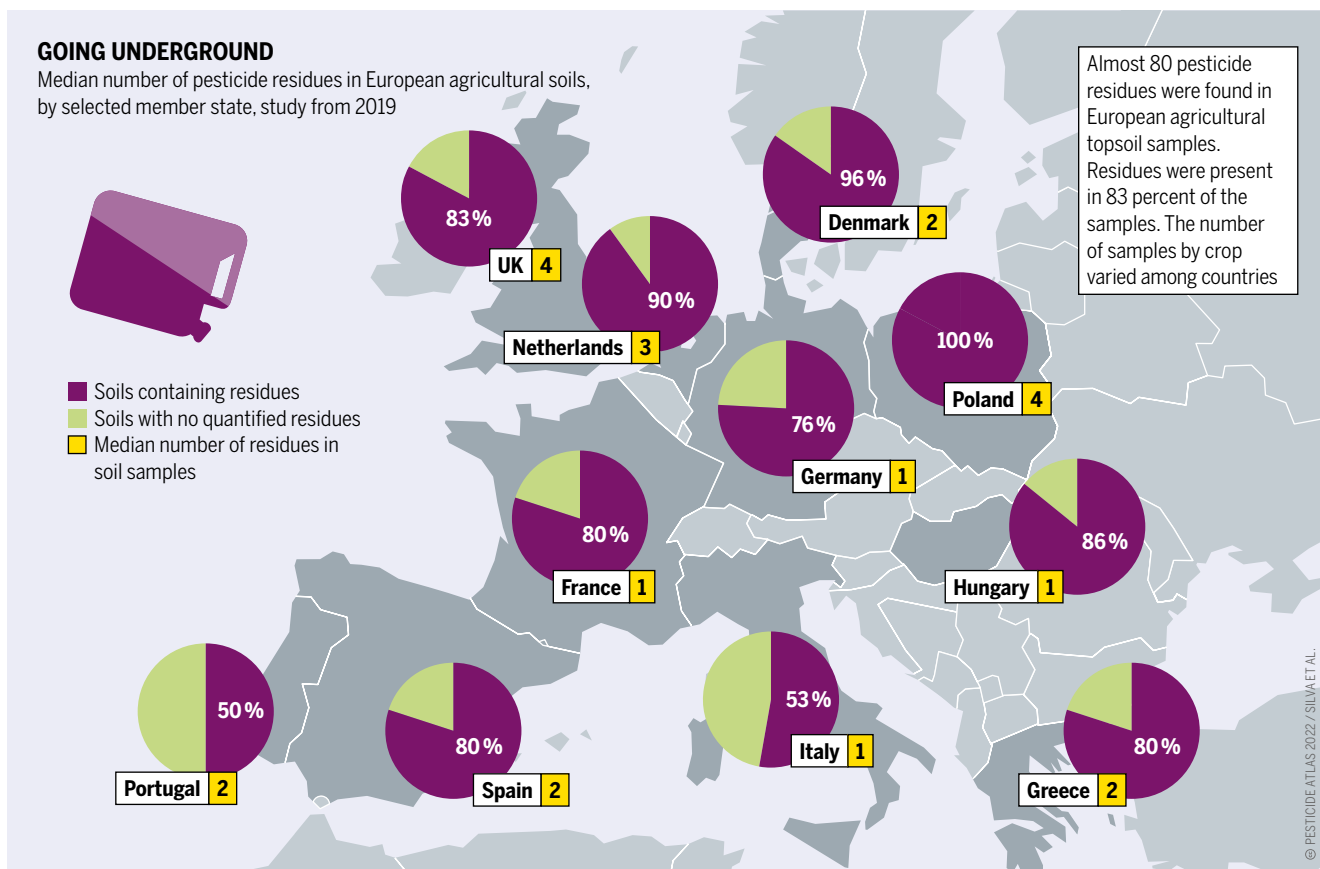 GOING UNDERGROUND
Median number of pesticide residues in European agricultural soils,
by selected member state, study from 2019
Almost 80 pesticide
residues were found in
European agricultural
topsoil samples.
Residues were present
in 83 percent of the
samples. The number
of samples by crop
varied among countries
83 %
UK 4
96 %
Denmark 2
90 %
Netherlands 3
100 %
Poland 4
Soils containing residues
Soils with no quantified residues
Median number of residues in
soil samples
76 %
Germany 1
80 %
France 1
86 %
Hungary 1
50 %
Portugal 2
80 %
Spain 2
53 %
Italy 1
80 %
Greece 2
© PESTICIDE ATLAS 2022 / SILVA ET AL.